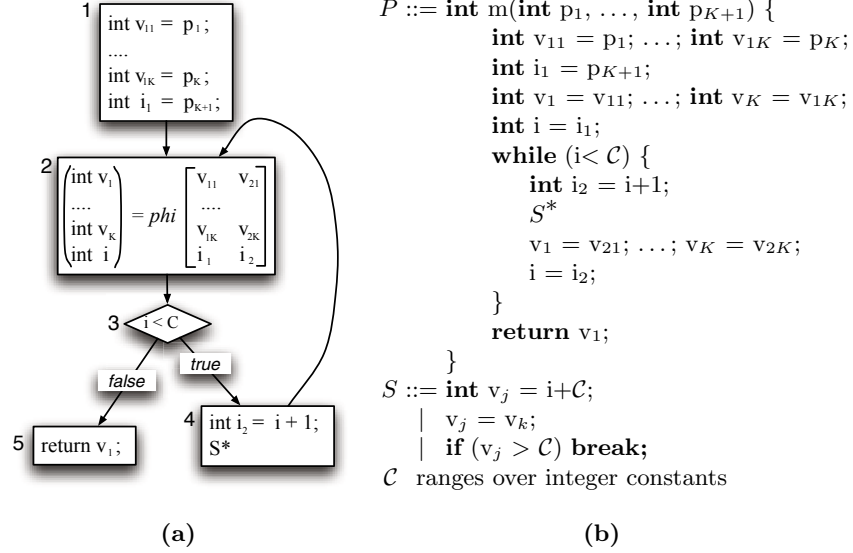 1
int v₁₁ = p₁;
....
int v₁K = pK;
int i₁ = pK+1;
2
int v₁
....
int vK
int i
= phi
v₁₁ v₂₁
....
v₁K v₂K
i₁ i₂
3
i < C
false
true
4
int i₂ = i + 1;
S*
5
return v₁;
(a)
P ::= int m(int p₁, …, int pK+1) {
int v₁₁ = p₁; …; int v₁K = pK;
int i₁ = pK+1;
int v₁ = v₁₁; …; int vK = v₁K;
int i = i₁;
while (i< C) {
int i₂ = i+1;
S*
v₁ = v₂₁; …; vK = v₂K;
i = i₂;
}
return v₁;
}
S ::= int vⱼ = i+C;
| vⱼ = vₖ;
| if (vⱼ > C) break;
C ranges over integer constants
(b)